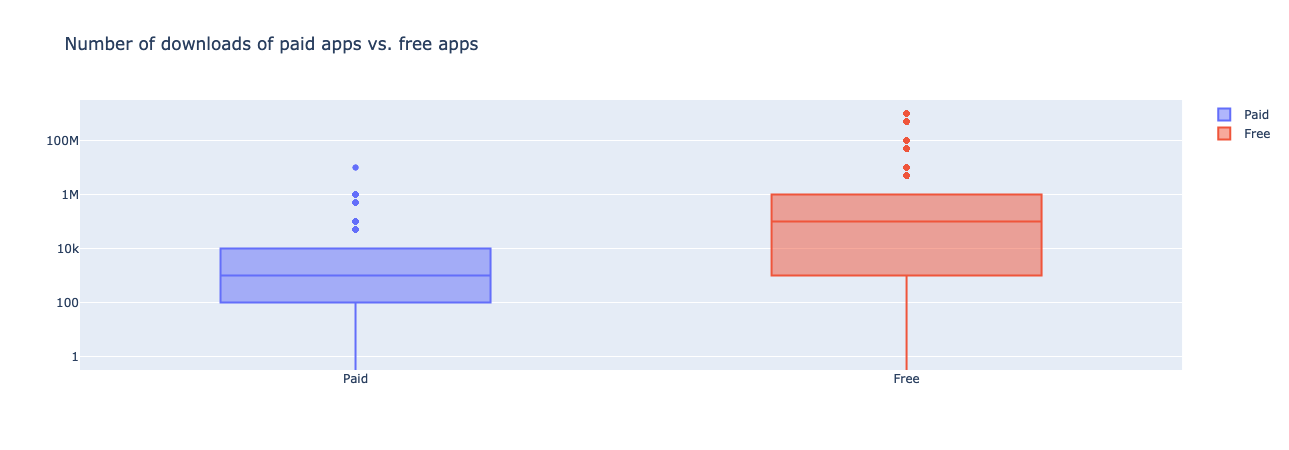 Number of downloads of paid apps vs. free apps
100M
1M
10k
100
1
Paid
Free
Paid
Free